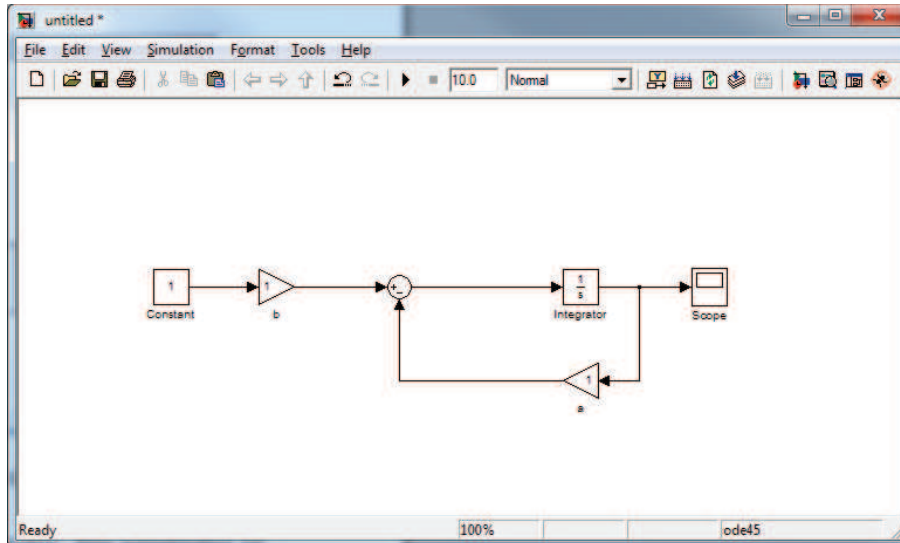 untitled *
File Edit View Simulation Format Tools Help
10.0 Normal
1 1 +- 1/s
Constant b Integrator Scope
1
a
Ready 100% ode45